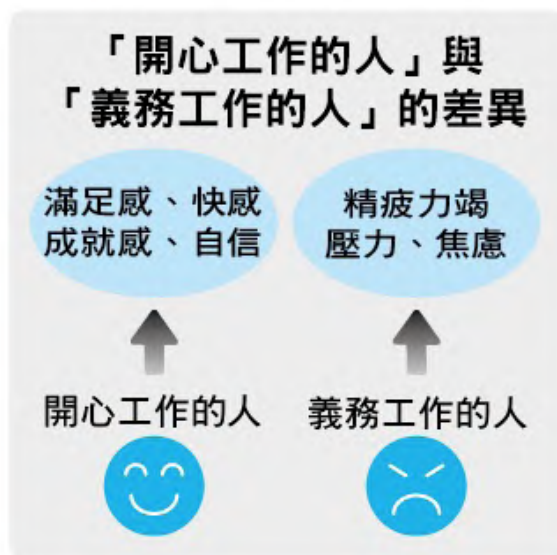 「開心工作的人」與
「義務工作的人」的差異
滿足感、快感
成就感、自信
精疲力竭
壓力、焦慮
開心工作的人
義務工作的人